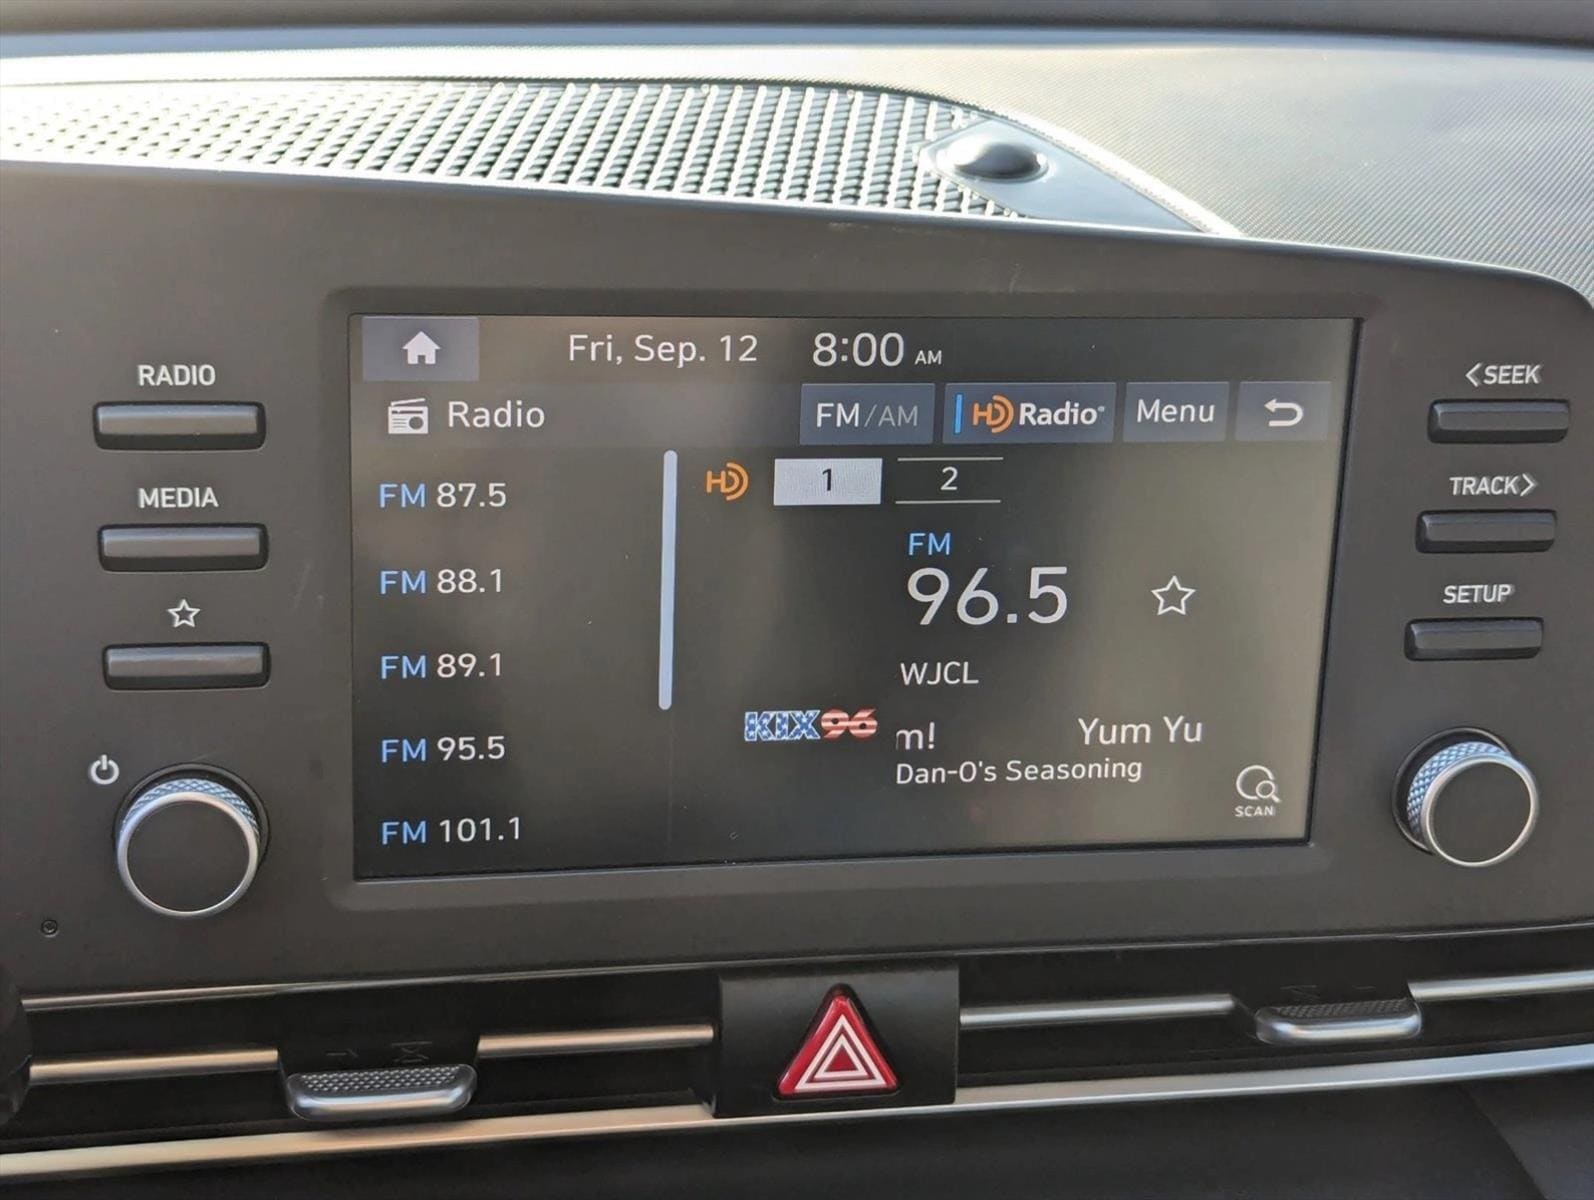 Fri, Sep. 12 8:00 AM
RADIO
<SEEK
Radio FM/AM HD Radio® Menu
HD 1 2
FM 87.5
MEDIA
TRACK>
FM
FM 88.1
96.5
SETUP
FM 89.1
WJCL
KIX96 m! Yum Yu
FM 95.5
Dan-O's Seasoning
SCAN
FM 101.1